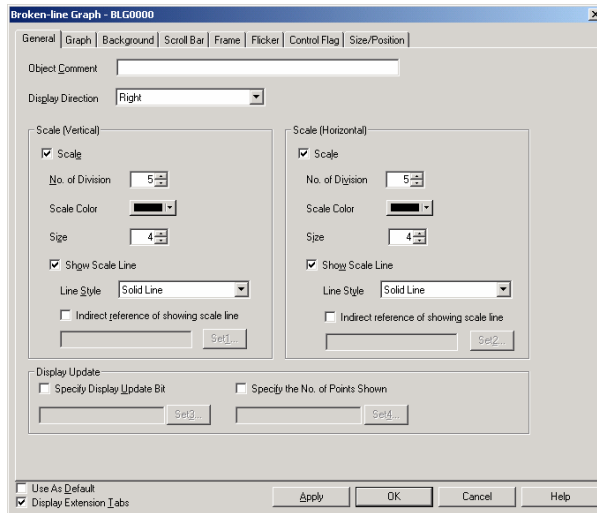 Broken-line Graph - BLG0000
General Graph Background Scroll Bar Frame Flicker Control Flag Size/Position
Object Comment
Display Direction Right
Scale (Vertical)
Scale
No. of Division 5
Scale Color
Size 4
Show Scale Line
Line Style Solid Line
Indirect reference of showing scale line
Set1...
Scale (Horizontal)
Scale
No. of Division 5
Scale Color
Size 4
Show Scale Line
Line Style Solid Line
Indirect reference of showing scale line
Set2...
Display Update
Specify Display Update Bit Specify the No. of Points Shown
Set3... Set4...
Use As Default
Display Extension Tabs
Apply OK Cancel Help